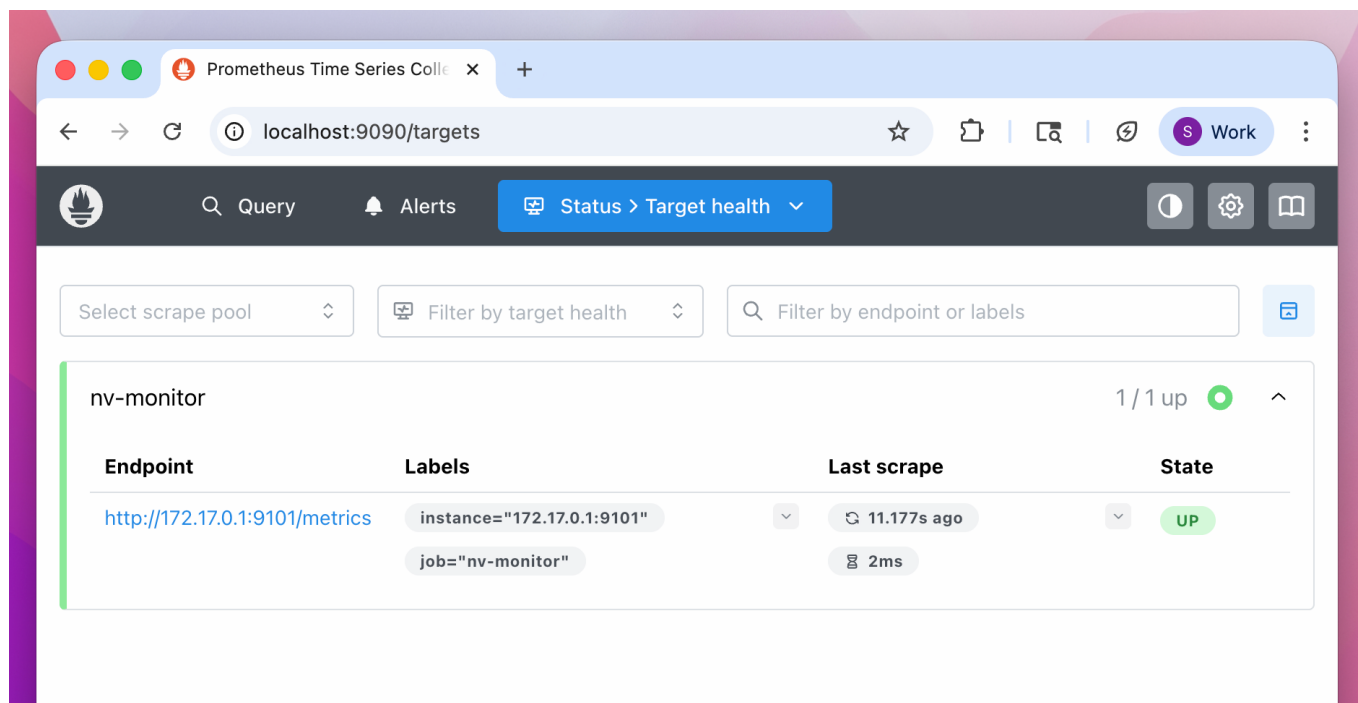 Prometheus Time Series Colle
localhost:9090/targets
S Work
Query Alerts Status > Target health
Select scrape pool Filter by target health Filter by endpoint or labels
nv-monitor 1 / 1 up
Endpoint Labels Last scrape State
http://172.17.0.1:9101/metrics instance="172.17.0.1:9101" 11.177s ago UP
job="nv-monitor" 2ms